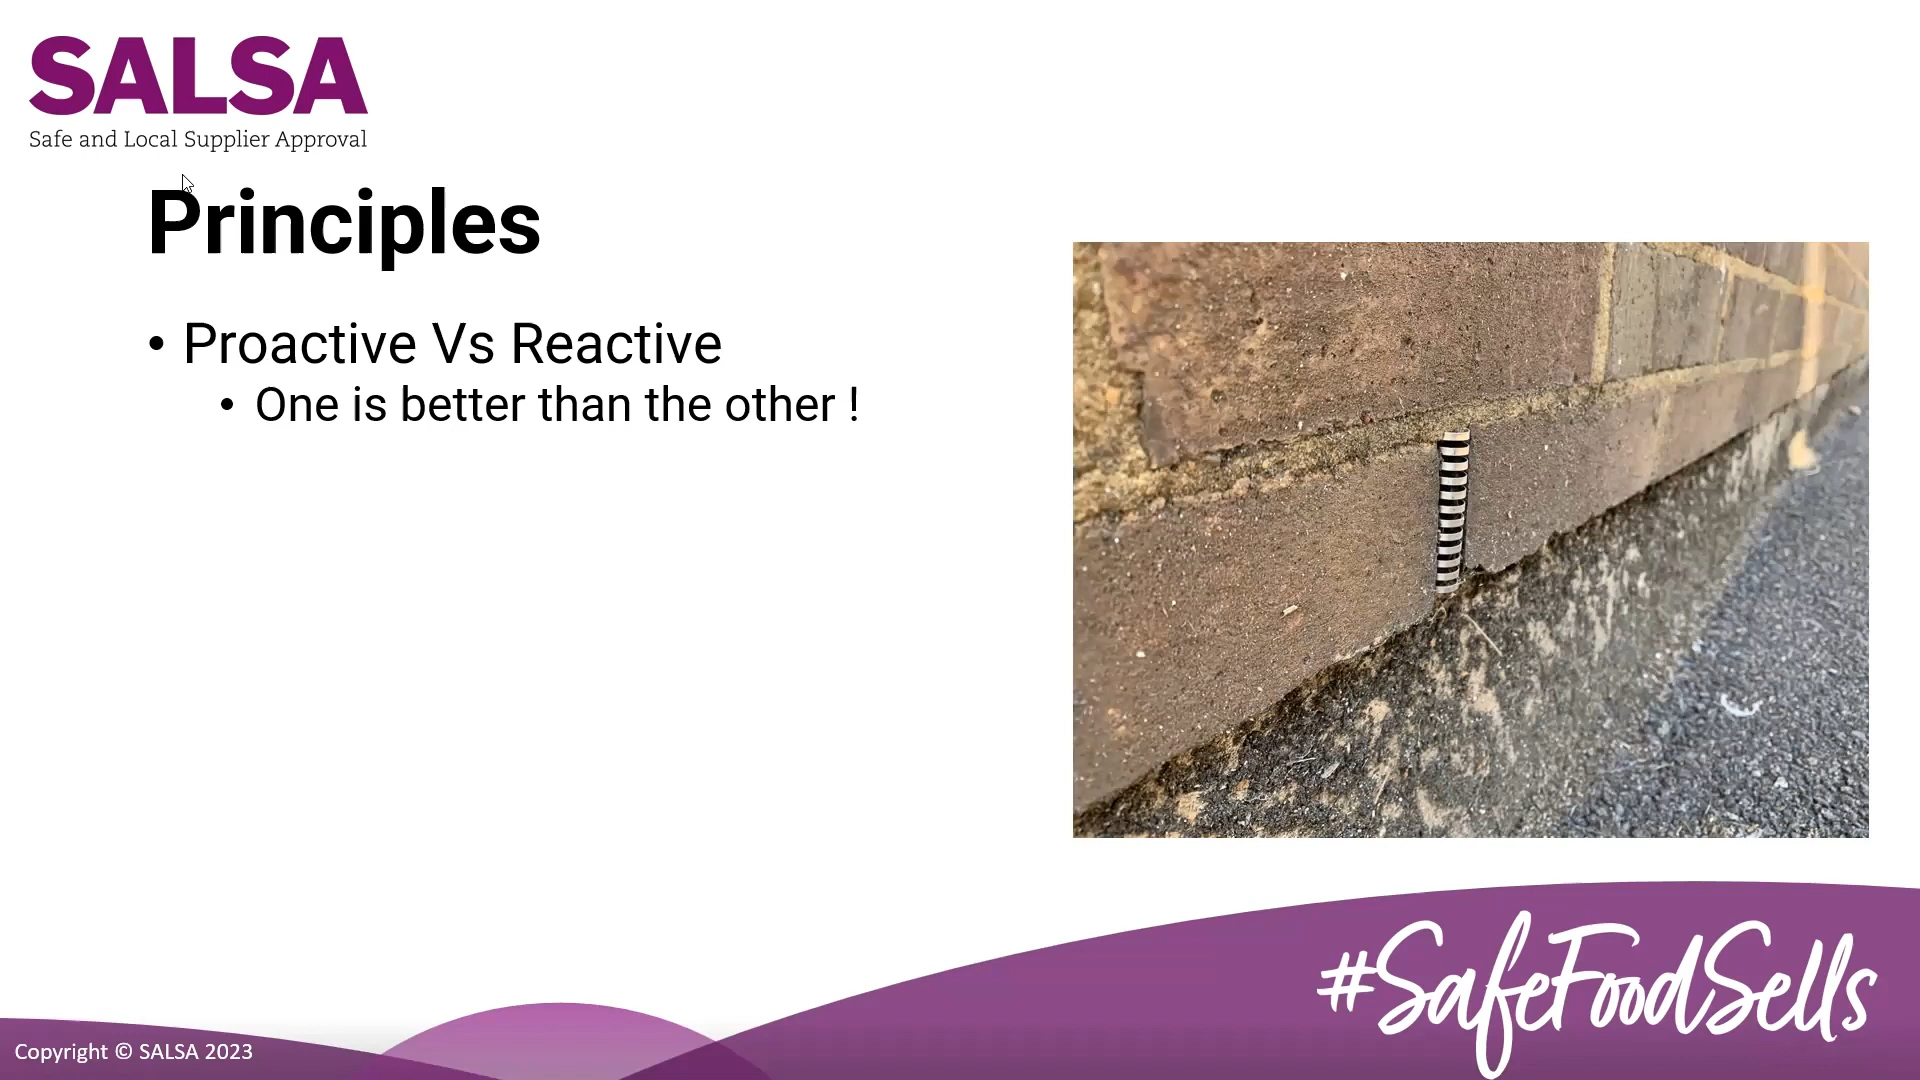 SALSA
Safe and Local Supplier Approval
Principles
• Proactive Vs Reactive
• One is better than the other !
#SafeFoodSells
Copyright © SALSA 2023